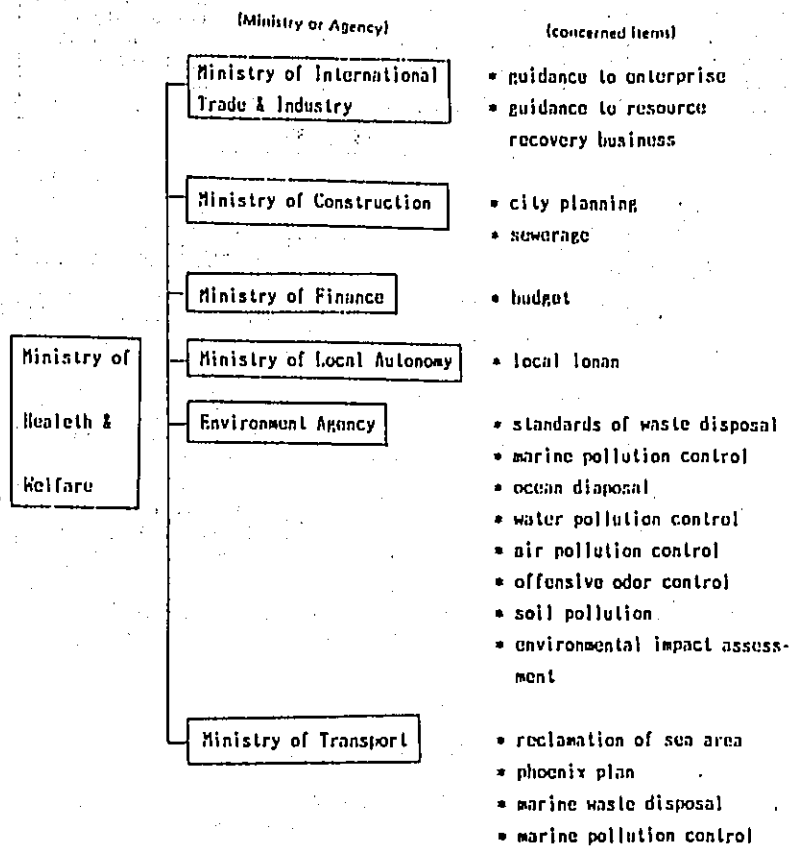 (Ministry or Agency)
(concerned items)
Ministry of International
Trade & Industry
* guidance to enterprise
* guidance to resource
recovery business
Ministry of Construction
* city planning
* sewerage
Ministry of Finance
* budget
Ministry of
Healeth &
Welfare
Ministry of Local Autonomy
* local lonan
Environment Agency
* standards of waste disposal
* marine pollution control
* ocean diaposal
* water pollution control
* air pollution control
* offensive odor control
* soil pollution
* environmental impact assess-
ment
Ministry of Transport
* reclamation of sea area
* phoenix plan
* marine waste disposal
* marine pollution control